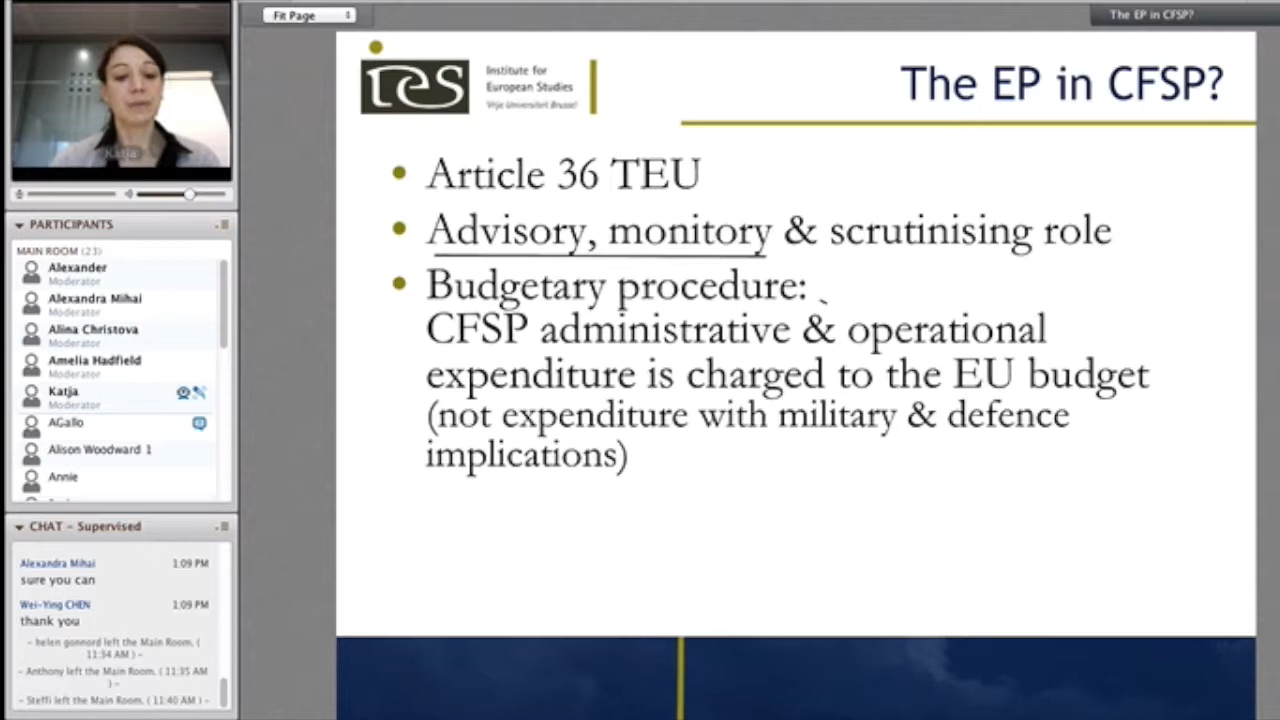 Fit Page
The EP in CFSP?
Katja
PARTICIPANTS
MAIN ROOM (23)
Alexander
Moderator
Alexandra Mihai
Moderator
Alina Christova
Moderator
Amelia Hadfield
Moderator
Katja
Moderator
AGallo
Alison Woodward 1
Annie
CHAT - Supervised
Alexandra Mihai 1:09 PM
sure you can
Wei-Ying CHEN 1:09 PM
thank you
- helen gonnord left the Main Room. (
11:34 AM ) -
- Anthony left the Main Room. ( 11:35 AM
) -
- Steffi left the Main Room. ( 11:40 AM ) -
ies
Institute for
European Studies
Vrije Universiteit Brussel
The EP in CFSP?
• Article 36 TEU
• Advisory, monitory & scrutinising role
• Budgetary procedure:
CFSP administrative & operational
expenditure is charged to the EU budget
(not expenditure with military & defence
implications)